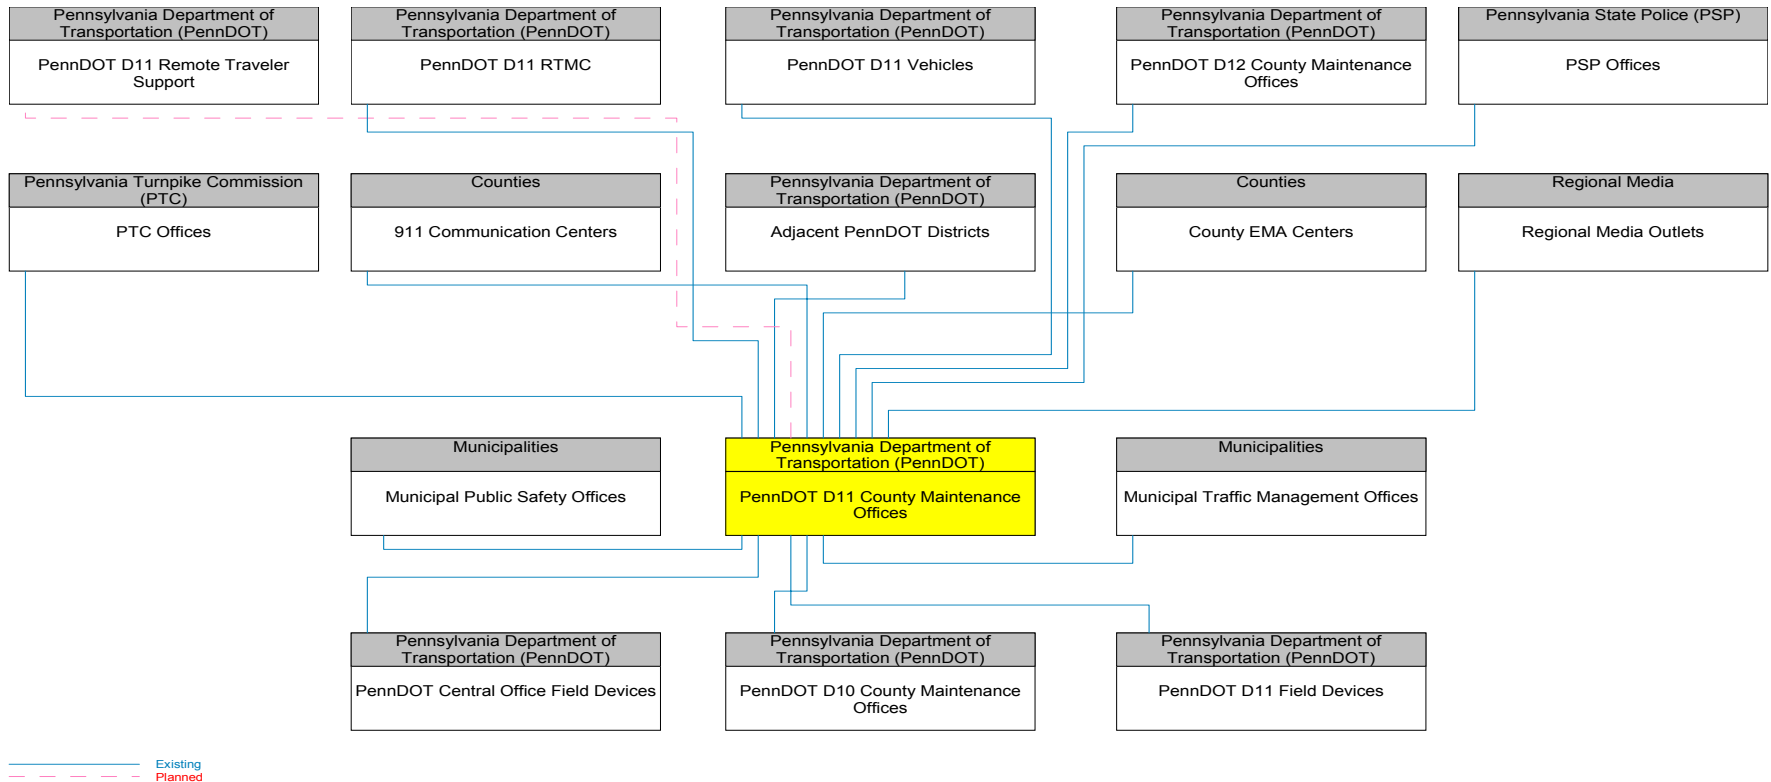 Pennsylvania Department of
Transportation (PennDOT)
PennDOT D11 Remote Traveler
Support
Pennsylvania Department of
Transportation (PennDOT)
PennDOT D11 RTMC
Pennsylvania Department of
Transportation (PennDOT)
PennDOT D11 Vehicles
Pennsylvania Department of
Transportation (PennDOT)
PennDOT D12 County Maintenance
Offices
Pennsylvania State Police (PSP)
PSP Offices
Pennsylvania Turnpike Commission
(PTC)
PTC Offices
Counties
911 Communication Centers
Pennsylvania Department of
Transportation (PennDOT)
Adjacent PennDOT Districts
Counties
County EMA Centers
Regional Media
Regional Media Outlets
Municipalities
Municipal Public Safety Offices
Pennsylvania Department of
Transportation (PennDOT)
PennDOT D11 County Maintenance
Offices
Municipalities
Municipal Traffic Management Offices
Pennsylvania Department of
Transportation (PennDOT)
PennDOT Central Office Field Devices
Pennsylvania Department of
Transportation (PennDOT)
PennDOT D10 County Maintenance
Offices
Pennsylvania Department of
Transportation (PennDOT)
PennDOT D11 Field Devices
Existing
Planned